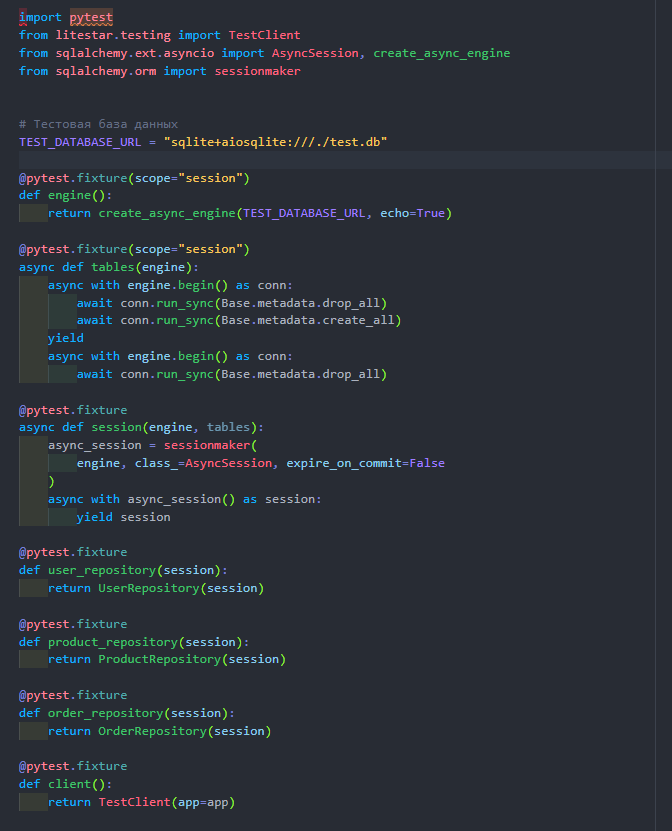 import pytest
from litestar.testing import TestClient
from sqlalchemy.ext.asyncio import AsyncSession, create_async_engine
from sqlalchemy.orm import sessionmaker
# Тестовая база данных
TEST_DATABASE_URL = "sqlite+aiosqlite:///./test.db"
@pytest.fixture(scope="session")
def engine():
    return create_async_engine(TEST_DATABASE_URL, echo=True)
@pytest.fixture(scope="session")
async def tables(engine):
    async with engine.begin() as conn:
        await conn.run_sync(Base.metadata.drop_all)
        await conn.run_sync(Base.metadata.create_all)
    yield
    async with engine.begin() as conn:
        await conn.run_sync(Base.metadata.drop_all)
@pytest.fixture
async def session(engine, tables):
    async_session = sessionmaker(
        engine, class_=AsyncSession, expire_on_commit=False
    )
    async with async_session() as session:
        yield session
@pytest.fixture
def user_repository(session):
    return UserRepository(session)
@pytest.fixture
def product_repository(session):
    return ProductRepository(session)
@pytest.fixture
def order_repository(session):
    return OrderRepository(session)
@pytest.fixture
def client():
    return TestClient(app=app)